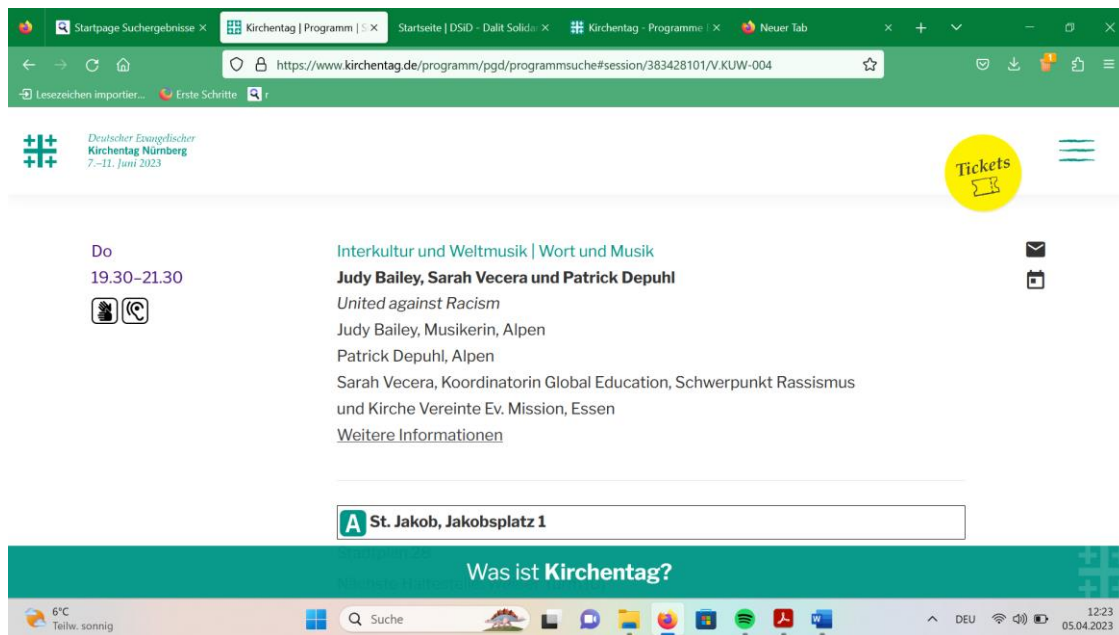 Startpage Suchergebnisse
Kirchentag | Programm | S
Startseite | DSiD - Dalit Solida
Kirchentag - Programme |
Neuer Tab
https://www.kirchentag.de/programm/pgd/programmsuche#session/383428101/V.KUW-004
Lesezeichen importier...
Erste Schritte
r
Deutscher Evangelischer
Kirchentag Nürnberg
7.–11. Juni 2023
Tickets
Do
19.30–21.30
Interkultur und Weltmusik | Wort und Musik
Judy Bailey, Sarah Vecera und Patrick Depuhl
United against Racism
Judy Bailey, Musikerin, Alpen
Patrick Depuhl, Alpen
Sarah Vecera, Koordinatorin Global Education, Schwerpunkt Rassismus
und Kirche Vereinte Ev. Mission, Essen
Weitere Informationen
A St. Jakob, Jakobsplatz 1
Stadtplan 28
Was ist Kirchentag?
6°C
Teilw. sonnig
Suche
DEU
12:23
05.04.2023